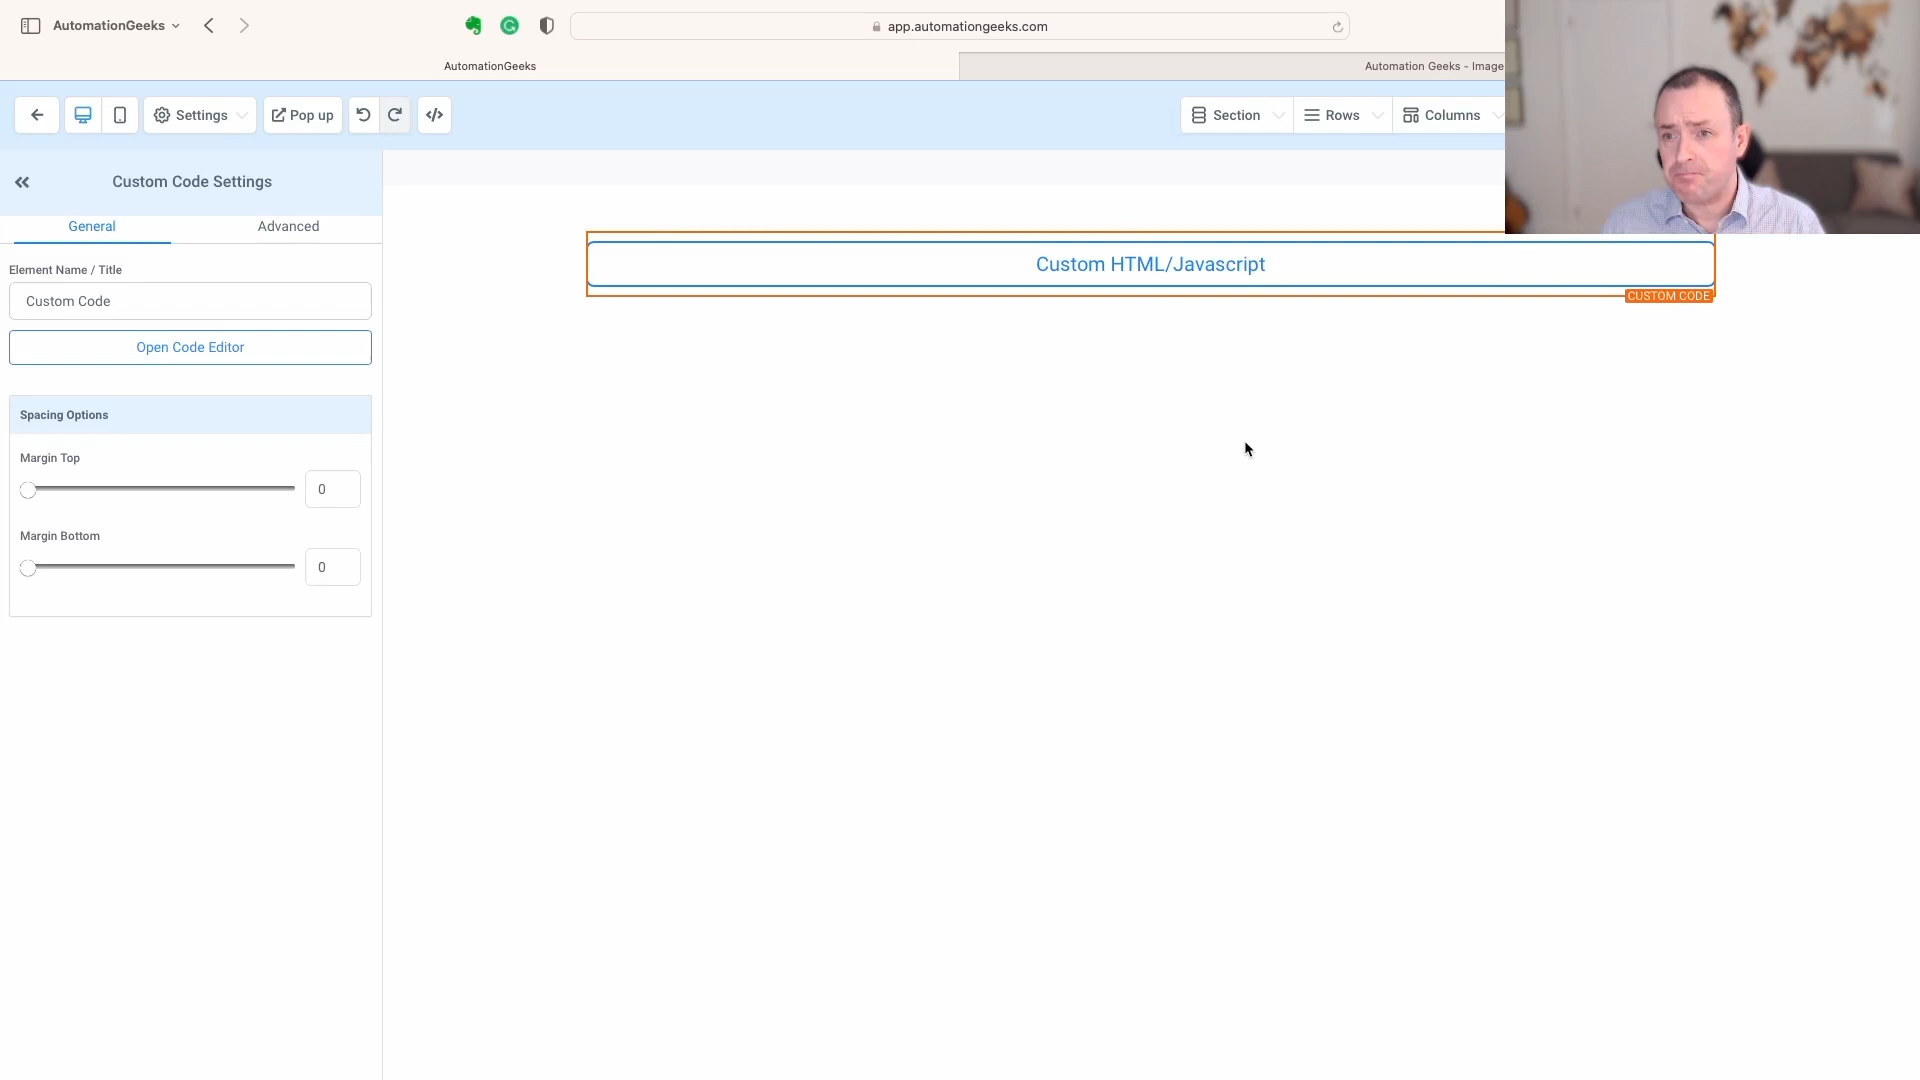 AutomationGeeks
app.automationgeeks.com
AutomationGeeks
Automation Geeks - Image
Settings
Pop up
Section
Rows
Columns
Custom Code Settings
General
Advanced
Element Name / Title
Custom Code
Open Code Editor
Spacing Options
Margin Top
0
Margin Bottom
0
Custom HTML/Javascript
CUSTOM CODE